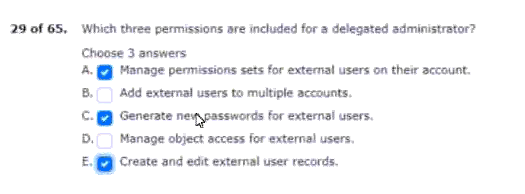 29 of 65. Which three permissions are included for a delegated administrator?
Choose 3 answers
A. Manage permissions sets for external users on their account.
B. Add external users to multiple accounts.
C. Generate new passwords for external users.
D. Manage object access for external users.
E. Create and edit external user records.